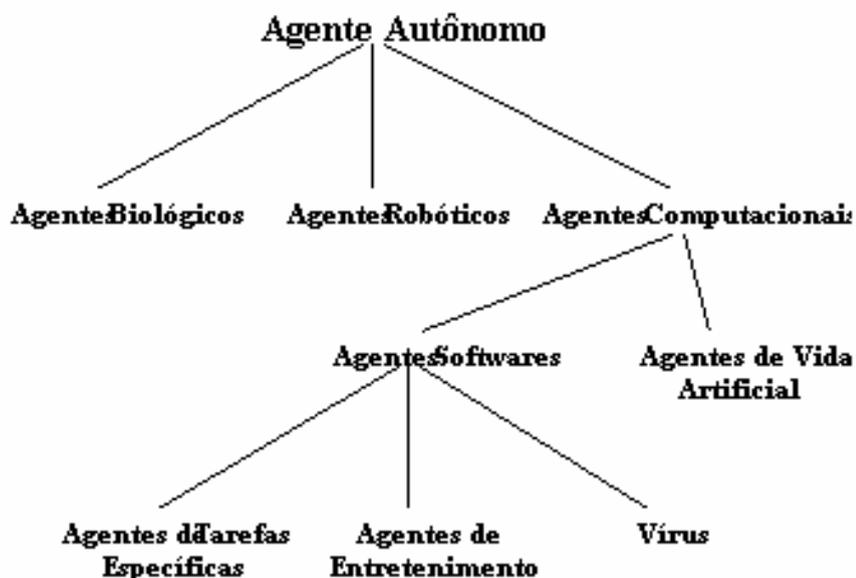 Agente Autônomo
Agentes Biológicos Agentes Robóticos Agentes Computacionais
Agentes Softwares Agentes de Vida
Artificial
Agentes de Tarefas Agentes de Vírus
Específicas Entretenimento